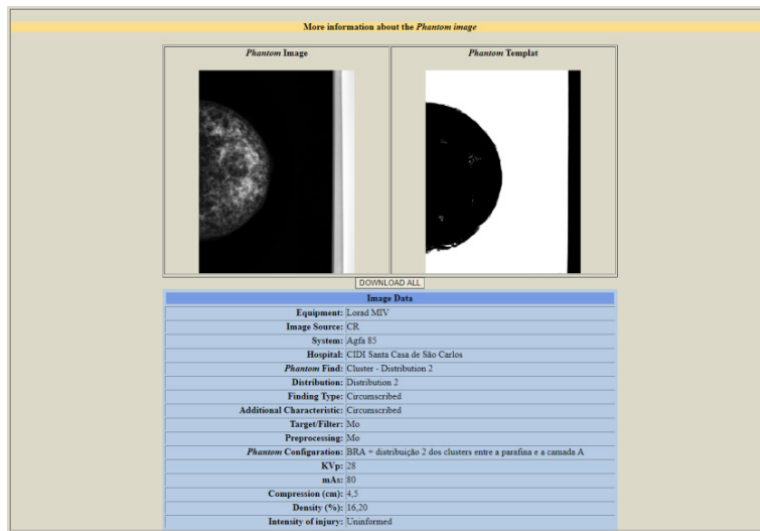 More information about the Phantom image
Phantom Image
Phantom Templat
DOWNLOAD ALL
Image Data
Equipment: Lorad MIV
Image Source: CR
System: Agfa 85
Hospital: CIDI Santa Casa de São Carlos
Phantom Find: Cluster - Distribution 2
Distribution: Distribution 2
Finding Type: Circumscribed
Additional Characteristic: Circumscribed
Target/Filter: Mo
Preprocessing: Mo
Phantom Configuration: BRA + distribuição 2 dos clusters entre a parafina e a camada A
KVp: 28
mAs: 80
Compression (cm): 4,5
Density (%): 16,20
Intensity of injury: Uninformed